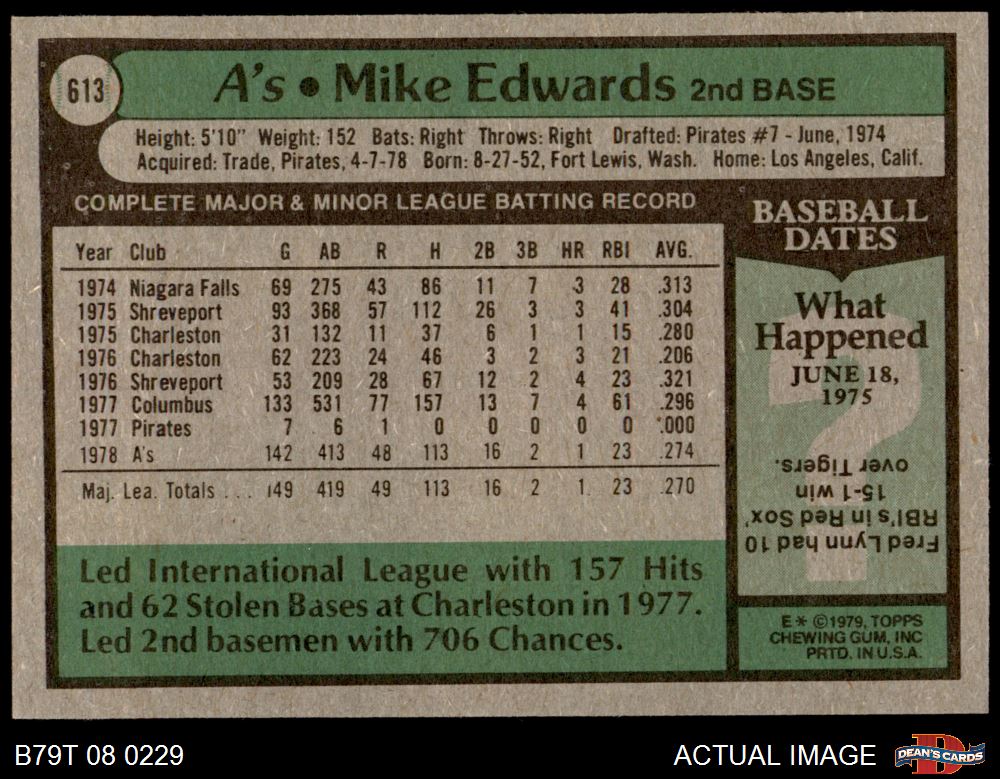 613
A's • Mike Edwards 2nd BASE
Height: 5'10" Weight: 152 Bats: Right Throws: Right Drafted: Pirates #7 - June, 1974
Acquired: Trade, Pirates, 4-7-78 Born: 8-27-52, Fort Lewis, Wash. Home: Los Angeles, Calif.
COMPLETE MAJOR & MINOR LEAGUE BATTING RECORD
Year Club G AB R H 2B 3B HR RBI AVG.
1974 Niagara Falls 69 275 43 86 11 7 3 28 .313
1975 Shreveport 93 368 57 112 26 3 3 41 .304
1975 Charleston 31 132 11 37 6 1 1 15 .280
1976 Charleston 62 223 24 46 3 2 3 21 .206
1976 Shreveport 53 209 28 67 12 2 4 23 .321
1977 Columbus 133 531 77 157 13 7 4 61 .296
1977 Pirates 7 6 1 0 0 0 0 0 .000
1978 A's 142 413 48 113 16 2 1 23 .274
Maj. Lea. Totals . . . 149 419 49 113 16 2 1 23 .270
Led International League with 157 Hits
and 62 Stolen Bases at Charleston in 1977.
Led 2nd basemen with 706 Chances.
BASEBALL
DATES
What
Happened
JUNE 18,
1975
?
Fred Lynn had 10
RBI's in Red Sox'
15-1 win
over Tigers.
E* ©1979, TOPPS
CHEWING GUM, INC
PRTD. IN U.S.A.
B79T 08 0229
ACTUAL IMAGE
DEAN'S CARDS